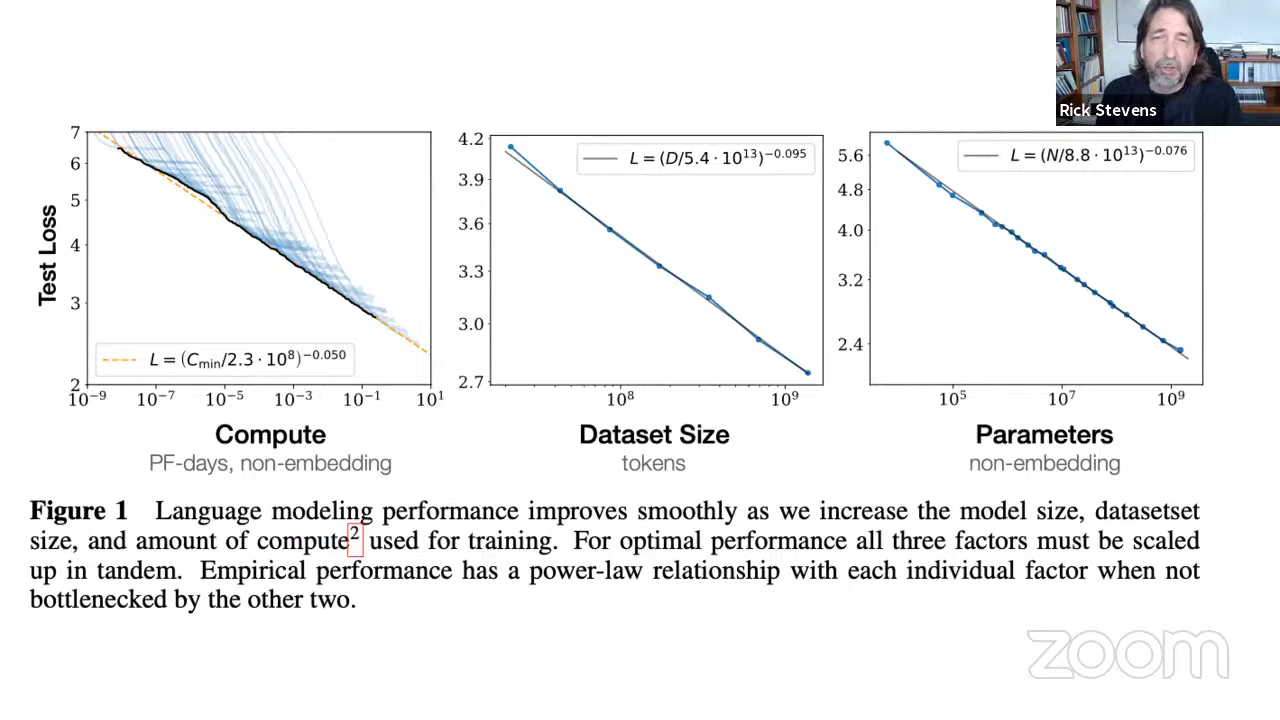 Rick Stevens
7
6
5
4
3
2
Test Loss
L = (C_min/2.3 · 10^8)^−0.050
10^−9 10^−7 10^−5 10^−3 10^−1 10^1
Compute
PF-days, non-embedding
4.2
3.9
3.6
3.3
3.0
2.7
L = (D/5.4 · 10^13)^−0.095
10^8 10^9
Dataset Size
tokens
5.6
4.8
4.0
3.2
2.4
L = (N/8.8 · 10^13)^−0.076
10^5 10^7 10^9
Parameters
non-embedding
Figure 1 Language modeling performance improves smoothly as we increase the model size, datasetset
size, and amount of compute² used for training. For optimal performance all three factors must be scaled
up in tandem. Empirical performance has a power-law relationship with each individual factor when not
bottlenecked by the other two.
zoom